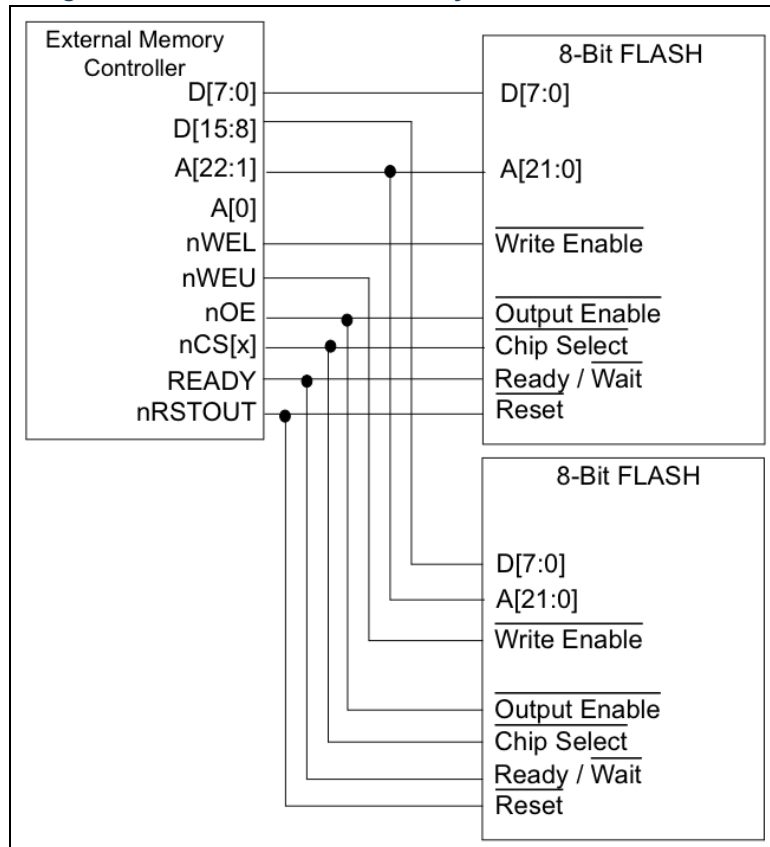 External Memory
Controller
D[7:0]
D[15:8]
A[22:1]
A[0]
nWEL
nWEU
nOE
nCS[x]
READY
nRSTOUT
8-Bit FLASH
D[7:0]
A[21:0]
Write Enable
Output Enable
Chip Select
Ready / Wait
Reset
8-Bit FLASH
D[7:0]
A[21:0]
Write Enable
Output Enable
Chip Select
Ready / Wait
Reset